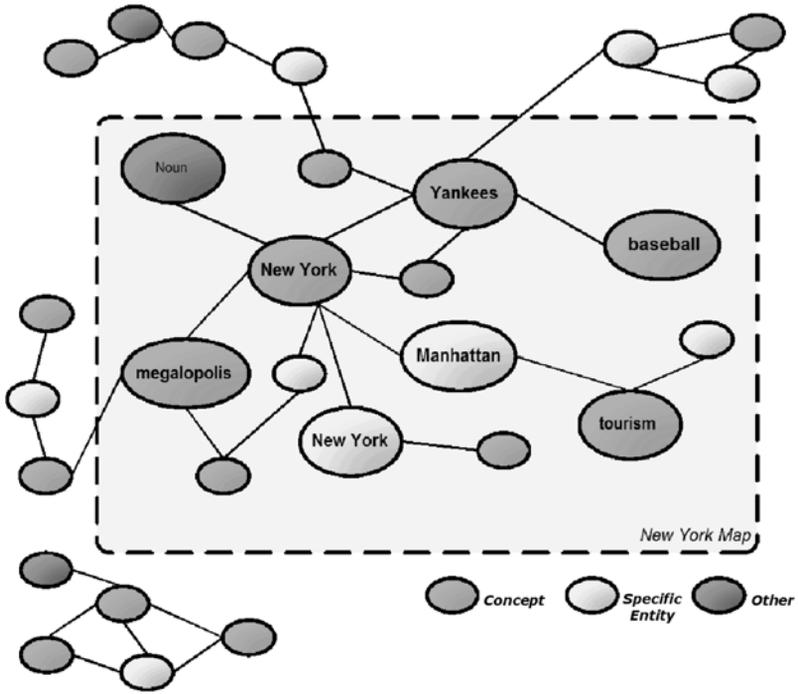 Noun
Yankees
baseball
New York
Manhattan
megalopolis
tourism
New York
New York Map
Concept
Specific
Entity
Other